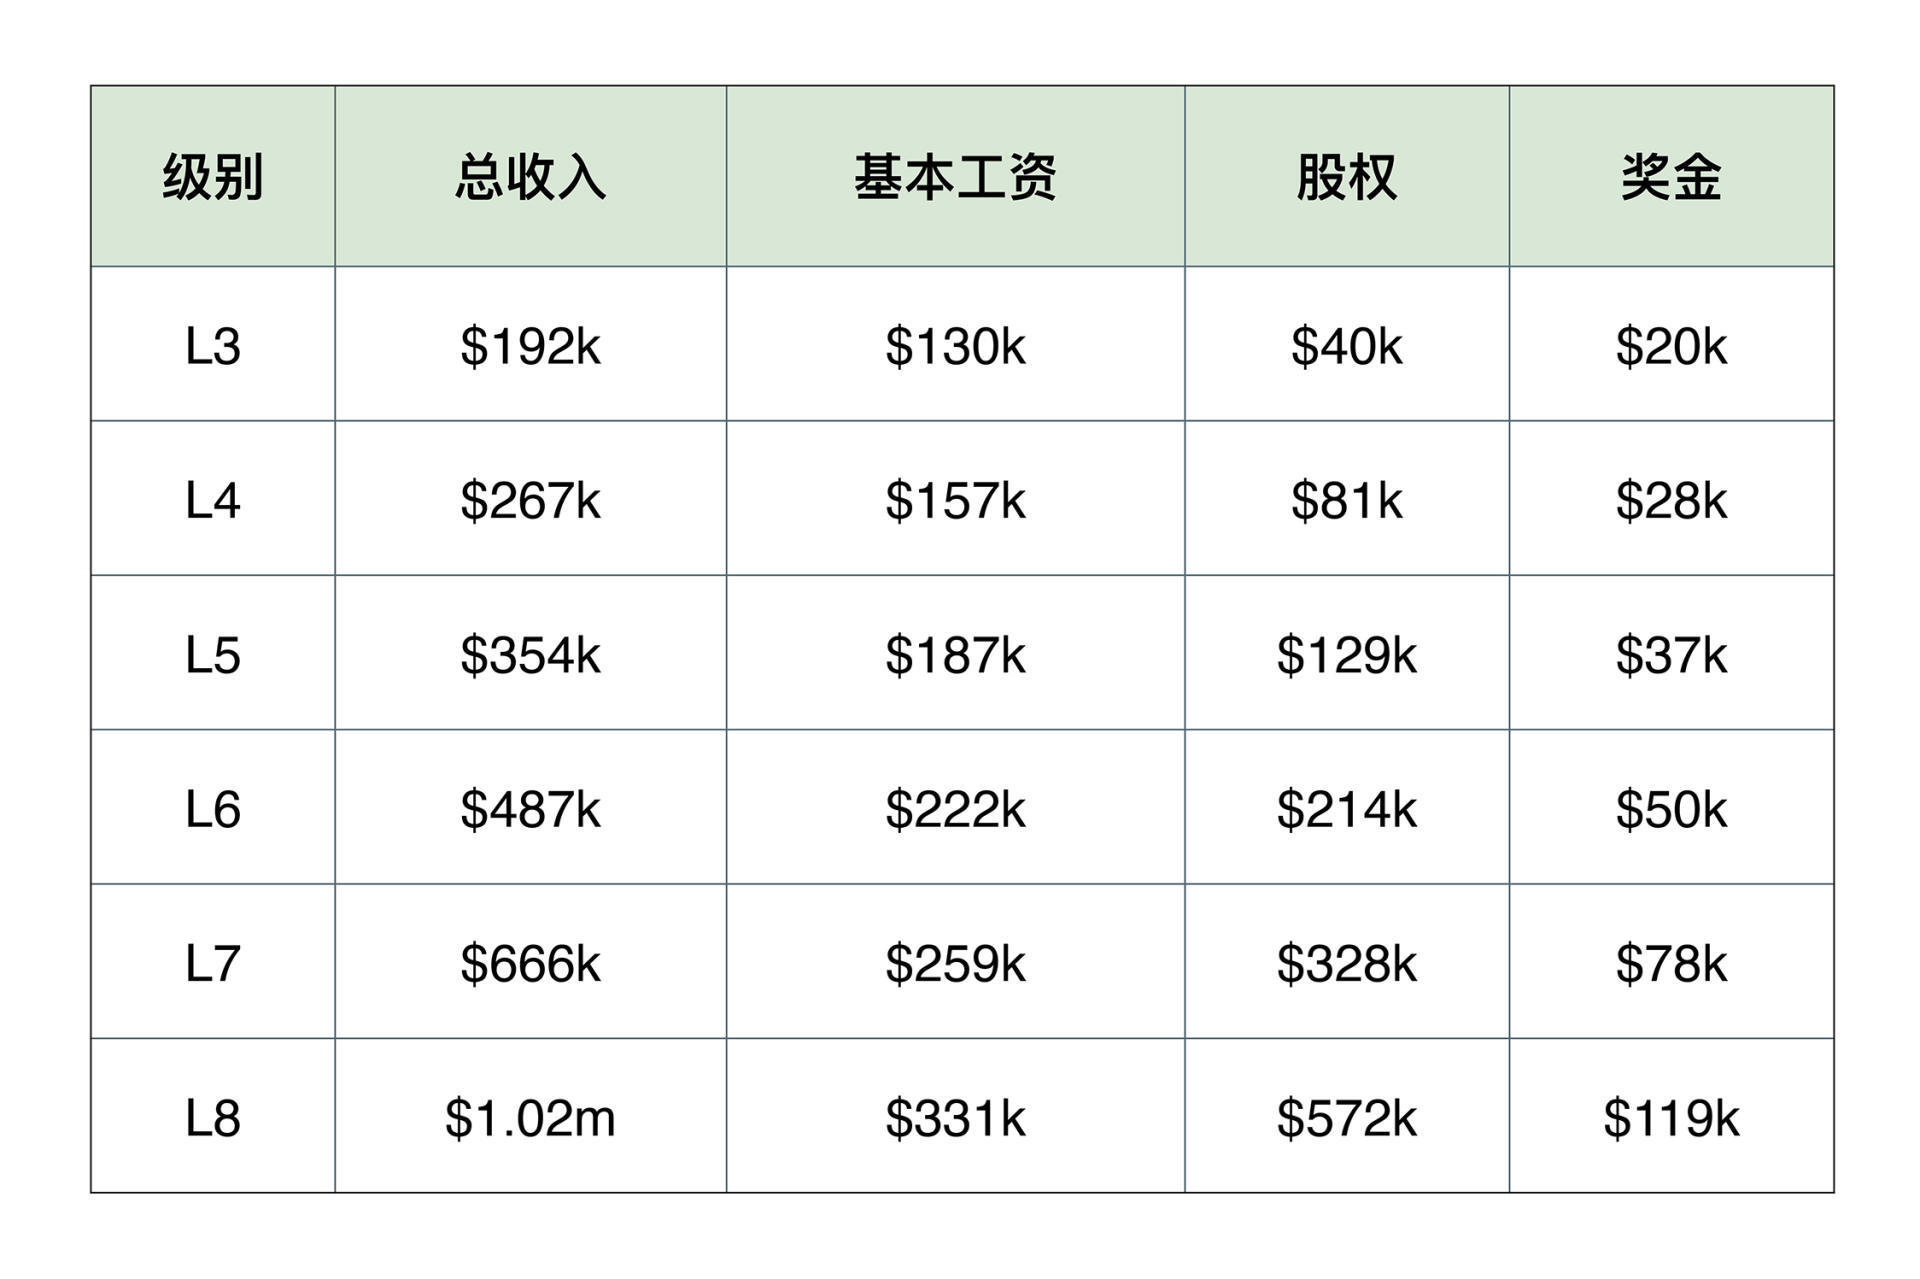 级别 总收入 基本工资 股权 奖金
L3 $192k $130k $40k $20k
L4 $267k $157k $81k $28k
L5 $354k $187k $129k $37k
L6 $487k $222k $214k $50k
L7 $666k $259k $328k $78k
L8 $1.02m $331k $572k $119k